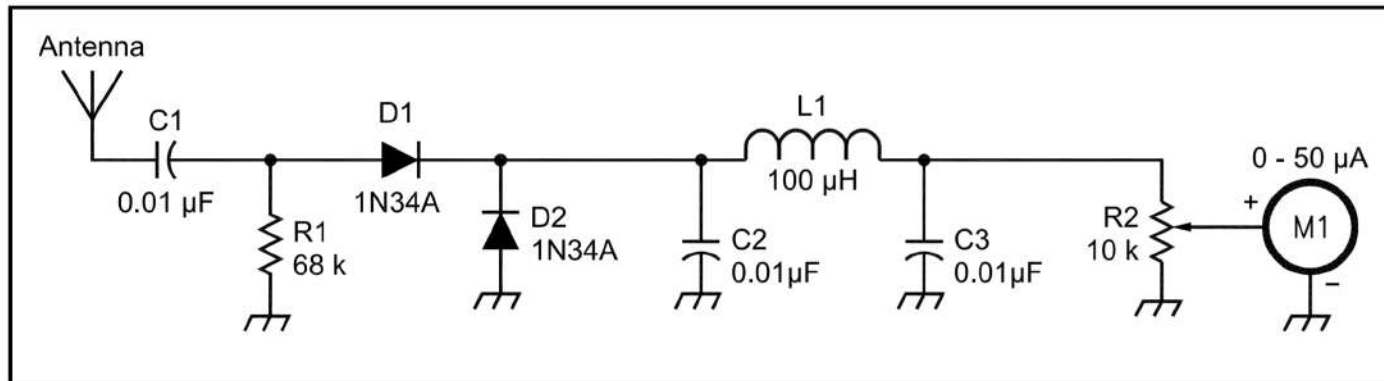 Antenna
C1
0.01 µF
R1
68 k
D1
1N34A
D2
1N34A
C2
0.01µF
L1
100 µH
C3
0.01µF
R2
10 k
0 - 50 µA
+
M1
−